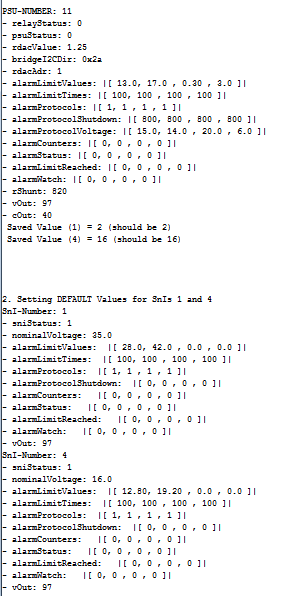 PSU-NUMBER: 11
- relayStatus: 0
- psuStatus: 0
- rdacValue: 1.25
- bridgeI2CDir: 0x2a
- rdacAdr: 1
- alarmLimitValues: |[ 13.0, 17.0 , 0.30 , 3.0 ]|
- alarmLimitTimes: |[ 100, 100 , 100 , 100 ]|
- alarmProtocols: |[ 1, 1 , 1 , 1 ]|
- alarmProtocolShutdown: |[ 800, 800 , 800 , 800 ]|
- alarmProtocolVoltage: |[ 15.0, 14.0 , 20.0 , 6.0 ]|
- alarmCounters: |[ 0, 0 , 0 , 0 ]|
- alarmStatus: |[ 0, 0 , 0 , 0 ]|
- alarmLimitReached: |[ 0, 0 , 0 , 0 ]|
- alarmWatch: |[ 0, 0 , 0 , 0 ]|
- rShunt: 820
- vOut: 97
- cOut: 40
Saved Value (1) = 2 (should be 2)
Saved Value (4) = 16 (should be 16)
2. Setting DEFAULT Values for SnIs 1 and 4
SnI-Number: 1
- sniStatus: 1
- nominalVoltage: 35.0
- alarmLimitValues: |[ 28.0, 42.0 , 0.0 , 0.0 ]|
- alarmLimitTimes: |[ 100, 100 , 100 , 100 ]|
- alarmProtocols: |[ 1, 1 , 1 , 1 ]|
- alarmProtocolShutdown: |[ 0, 0 , 0 , 0 ]|
- alarmCounters: |[ 0, 0 , 0 , 0 ]|
- alarmStatus: |[ 0, 0 , 0 , 0 ]|
- alarmLimitReached: |[ 0, 0 , 0 , 0 ]|
- alarmWatch: |[ 0, 0 , 0 , 0 ]|
- vOut: 97
SnI-Number: 4
- sniStatus: 1
- nominalVoltage: 16.0
- alarmLimitValues: |[ 12.80, 19.20 , 0.0 , 0.0 ]|
- alarmLimitTimes: |[ 100, 100 , 100 , 100 ]|
- alarmProtocols: |[ 1, 1 , 1 , 1 ]|
- alarmProtocolShutdown: |[ 0, 0 , 0 , 0 ]|
- alarmCounters: |[ 0, 0 , 0 , 0 ]|
- alarmStatus: |[ 0, 0 , 0 , 0 ]|
- alarmLimitReached: |[ 0, 0 , 0 , 0 ]|
- alarmWatch: |[ 0, 0 , 0 , 0 ]|
- vOut: 97